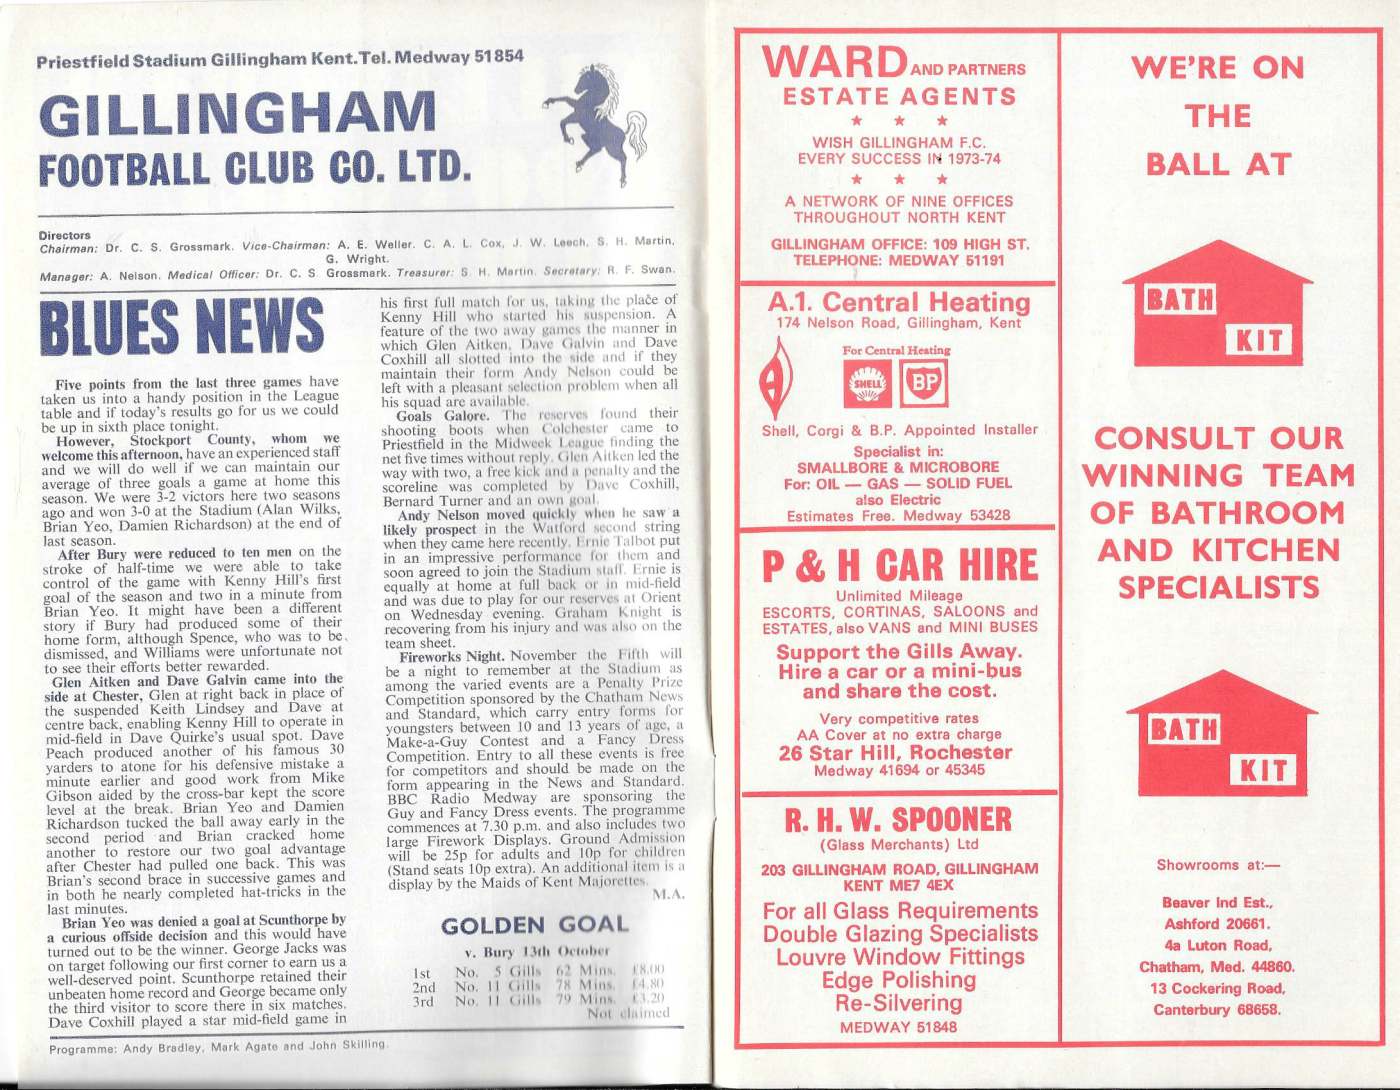 Priestfield Stadium Gillingham Kent. Tel. Medway 51854
GILLINGHAM
FOOTBALL CLUB CO. LTD.
Directors
Chairman: Dr. C. S. Grossmark. Vice-Chairman: A. E. Weller. C. A. L. Cox, J. W. Leech, S. H. Martin.
G. Wright.
Manager: A. Nelson. Medical Officer: Dr. C. S. Grossmark. Treasurer: S. H. Martin. Secretary: R. F. Swan.
BLUES NEWS
Five points from the last three games have
taken us into a handy position in the League
table and if today's results go for us we could
be up in sixth place tonight.
However, Stockport County, whom we
welcome this afternoon, have an experienced staff
and we will do well if we can maintain our
average of three goals a game at home this
season. We were 3-2 victors here two seasons
ago and won 3-0 at the Stadium (Alan Wilks,
Brian Yeo, Damien Richardson) at the end of
last season.
After Bury were reduced to ten men on the
stroke of half-time we were able to take
control of the game with Kenny Hill's first
goal of the season and two in a minute from
Brian Yeo. It might have been a different
story if Bury had produced some of their
home form, although Spence, who was to be
dismissed, and Williams were unfortunate not
to see their efforts better rewarded.
Glen Aitken and Dave Galvin came into the
side at Chester, Glen at right back in place of
the suspended Keith Lindsey and Dave at
centre back, enabling Kenny Hill to operate in
mid-field in Dave Quirke's usual spot. Dave
Peach produced another of his famous 30
yarders to atone for his defensive mistake a
minute earlier and good work from Mike
Gibson aided by the cross-bar kept the score
level at the break. Brian Yeo and Damien
Richardson tucked the ball away early in the
second period and Brian cracked home
another to restore our two goal advantage
after Chester had pulled one back. This was
Brian's second brace in successive games and
in both he nearly completed hat-tricks in the
last minutes.
Brian Yeo was denied a goal at Scunthorpe by
a curious offside decision and this would have
turned out to be the winner. George Jacks was
on target following our first corner to earn us a
well-deserved point. Scunthorpe retained their
unbeaten home record and George became only
the third visitor to score there in six matches.
Dave Coxhill played a star mid-field game in
his first full match for us, taking the place of
Kenny Hill who started his suspension. A
feature of the two away games the manner in
which Glen Aitken, Dave Galvin and Dave
Coxhill all slotted into the side and if they
maintain their form Andy Nelson could be
left with a pleasant selection problem when all
his squad are available.
Goals Galore. The reserves found their
shooting boots when Colchester came to
Priestfield in the Midweek League finding the
net five times without reply. Glen Aitken led the
way with two, a free kick and a penalty and the
scoreline was completed by Dave Coxhill,
Bernard Turner and an own goal.
Andy Nelson moved quickly when he saw a
likely prospect in the Watford second string
when they came here recently. Ernie Talbot put
in an impressive performance for them and
soon agreed to join the Stadium staff. Ernie is
equally at home at full back or in mid-field
and was due to play for our reserves at Orient
on Wednesday evening. Graham Knight is
recovering from his injury and was also on the
team sheet.
Fireworks Night. November the Fifth will
be a night to remember at the Stadium as
among the varied events are a Penalty Prize
Competition sponsored by the Chatham News
and Standard, which carry entry forms for
youngsters between 10 and 13 years of age, a
Make-a-Guy Contest and a Fancy Dress
Competition. Entry to all these events is free
for competitors and should be made on the
form appearing in the News and Standard.
BBC Radio Medway are sponsoring the
Guy and Fancy Dress events. The programme
commences at 7.30 p.m. and also includes two
large Firework Displays. Ground Admission
will be 25p for adults and 10p for children
(Stand seats 10p extra). An additional item is a
display by the Maids of Kent Majorettes.
M.A.
GOLDEN GOAL
v. Bury 13th October
1st No. 5 Gills 62 Mins. £8.00
2nd No. 11 Gills 78 Mins. £4.80
3rd No. 11 Gills 79 Mins. £3.20
Not claimed
Programme: Andy Bradley, Mark Agate and John Skilling.
WARD AND PARTNERS
ESTATE AGENTS
★ ★ ★
WISH GILLINGHAM F.C.
EVERY SUCCESS IN 1973-74
★ ★ ★
A NETWORK OF NINE OFFICES
THROUGHOUT NORTH KENT
GILLINGHAM OFFICE: 109 HIGH ST.
TELEPHONE: MEDWAY 51191
A.1. Central Heating
174 Nelson Road, Gillingham, Kent
For Central Heating
A
SHELL
BP
Shell, Corgi & B.P. Appointed Installer
Specialist in:
SMALLBORE & MICROBORE
For: OIL — GAS — SOLID FUEL
also Electric
Estimates Free. Medway 53428
P & H CAR HIRE
Unlimited Mileage
ESCORTS, CORTINAS, SALOONS and
ESTATES, also VANS and MINI BUSES
Support the Gills Away.
Hire a car or a mini-bus
and share the cost.
Very competitive rates
AA Cover at no extra charge
26 Star Hill, Rochester
Medway 41694 or 45345
R. H. W. SPOONER
(Glass Merchants) Ltd
203 GILLINGHAM ROAD, GILLINGHAM
KENT ME7 4EX
For all Glass Requirements
Double Glazing Specialists
Louvre Window Fittings
Edge Polishing
Re-Silvering
MEDWAY 51848
WE'RE ON
THE
BALL AT
BATH
KIT
CONSULT OUR
WINNING TEAM
OF BATHROOM
AND KITCHEN
SPECIALISTS
BATH
KIT
Showrooms at:—
Beaver Ind Est.,
Ashford 20661.
4a Luton Road,
Chatham, Med. 44860.
13 Cockering Road,
Canterbury 68658.